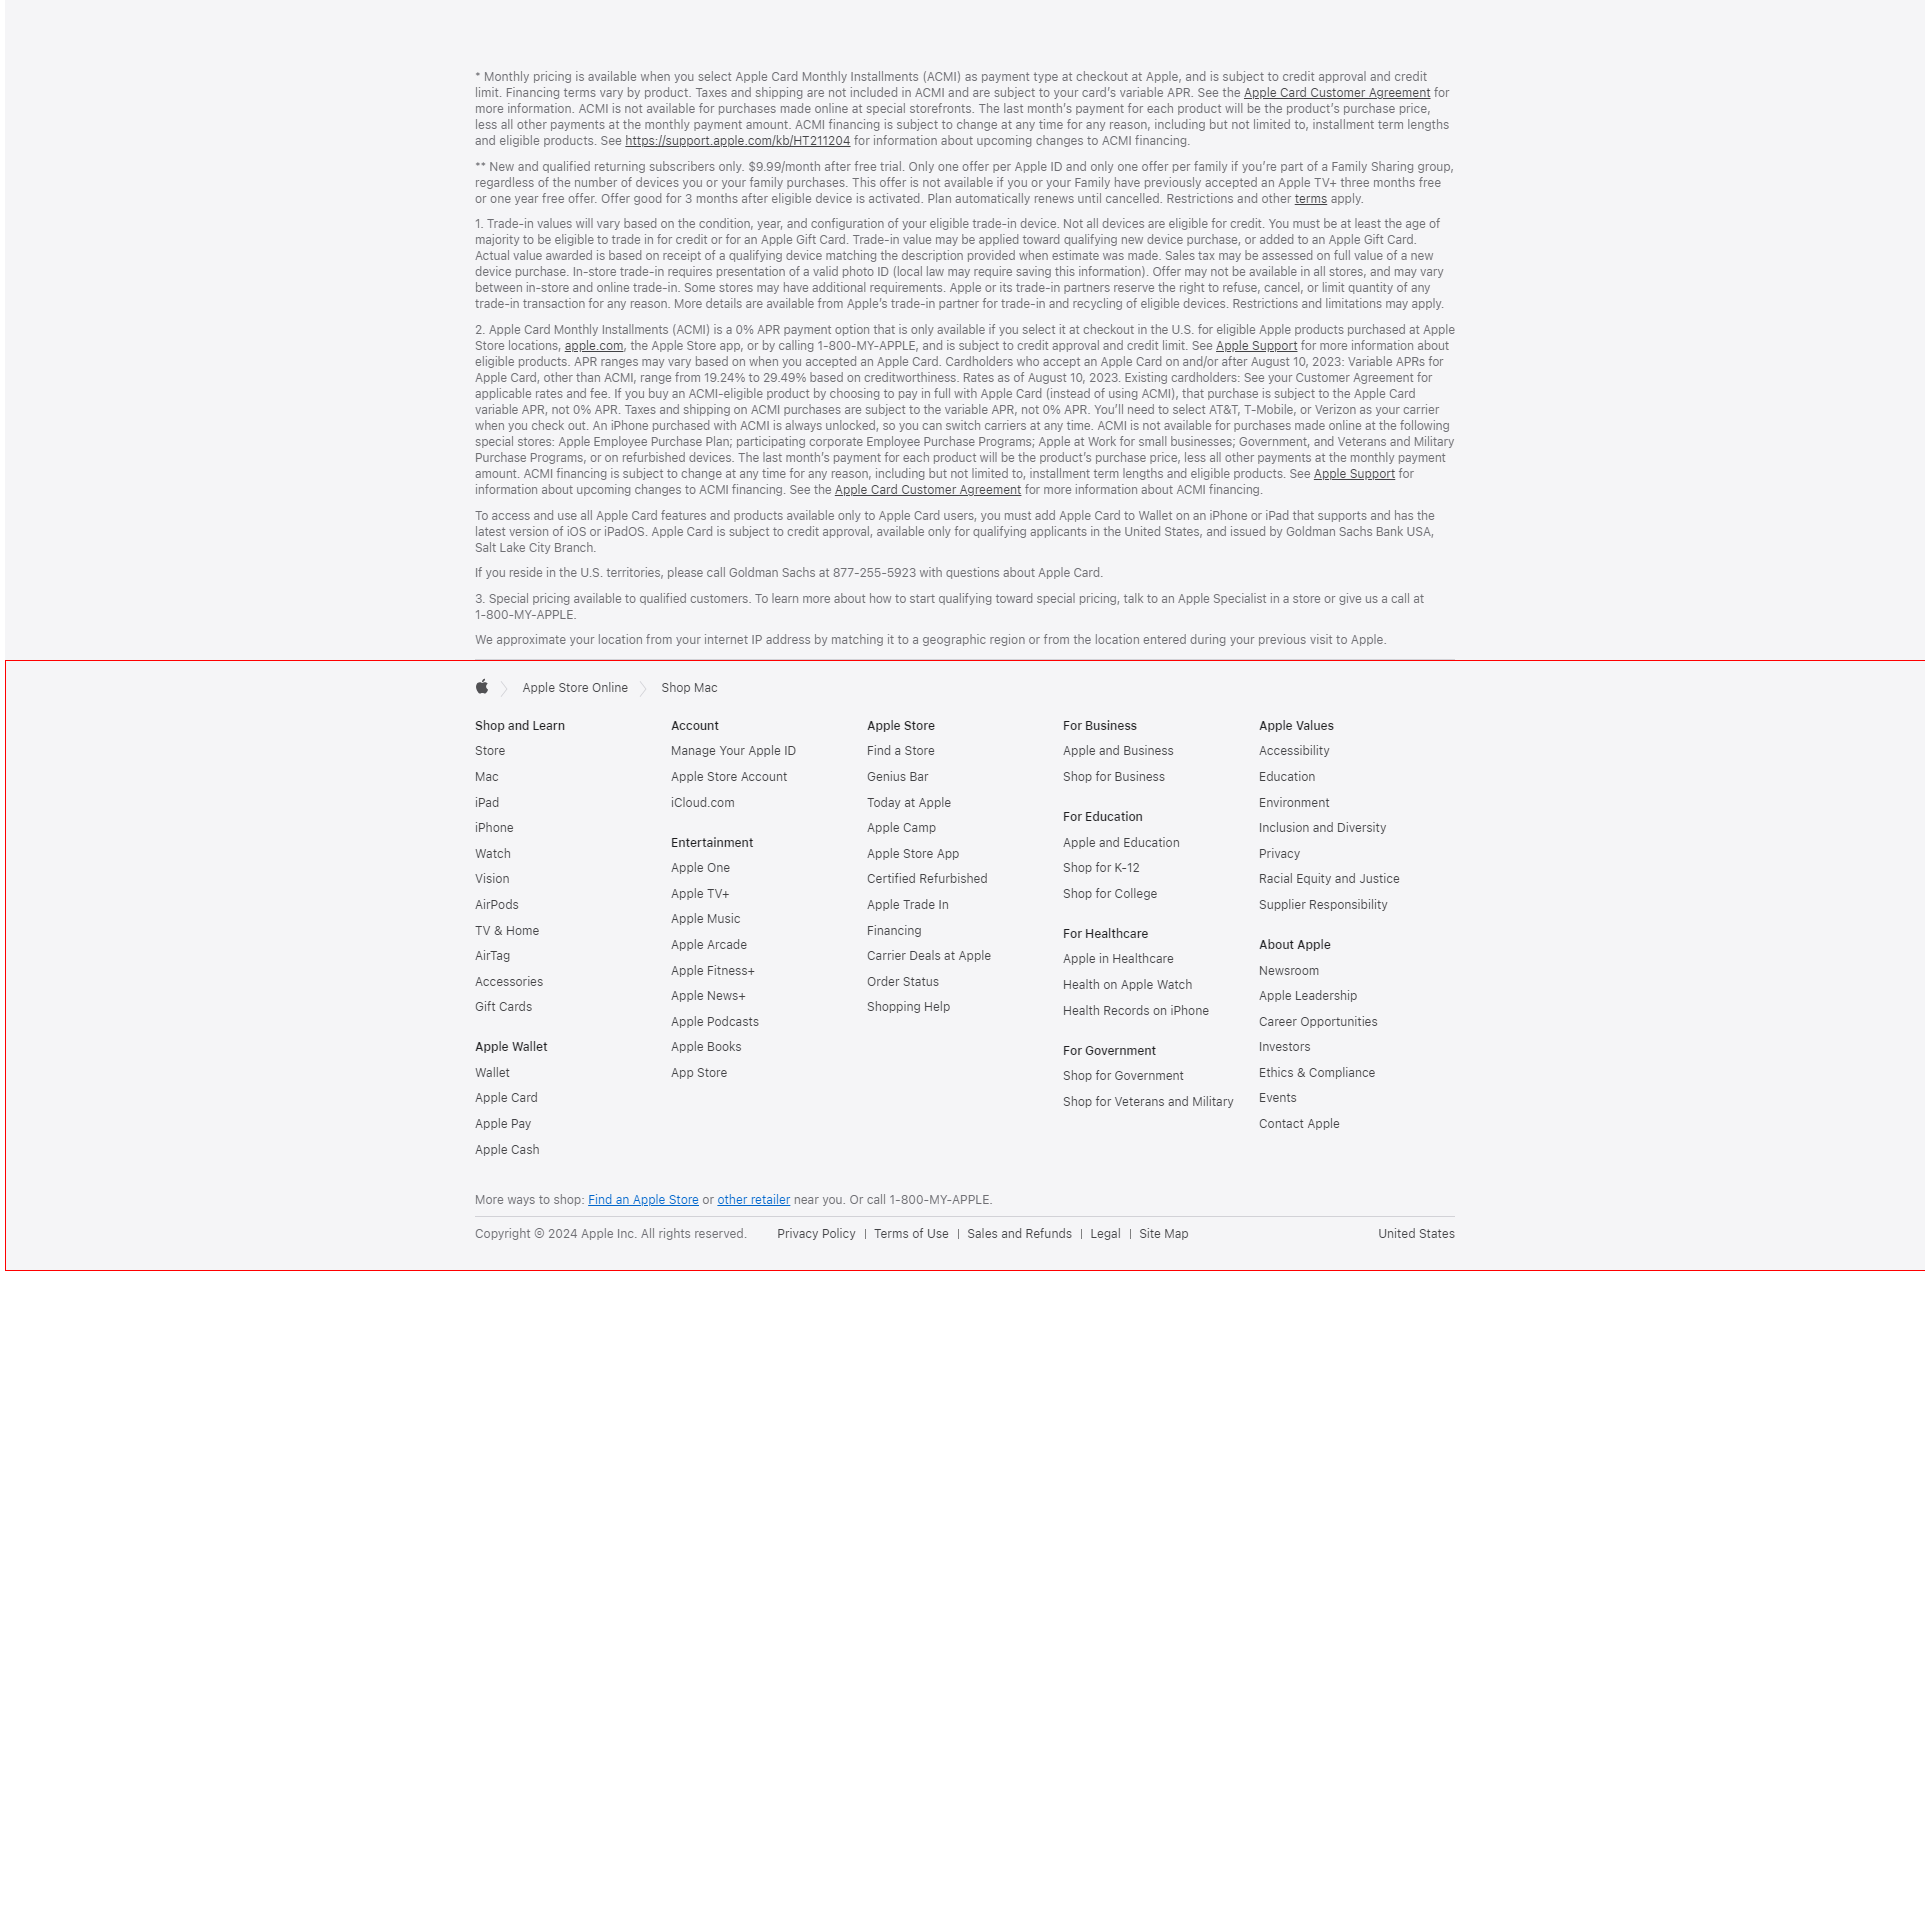 * Monthly pricing is available when you select Apple Card Monthly Installments (ACMI) as payment type at checkout at Apple, and is subject to credit approval and credit
limit. Financing terms vary by product. Taxes and shipping are not included in ACMI and are subject to your card's variable APR. See the Apple Card Customer Agreement for
more information. ACMI is not available for purchases made online at special storefronts. The last month's payment for each product will be the product's purchase price,
less all other payments at the monthly payment amount. ACMI financing is subject to change at any time for any reason, including but not limited to, installment term lengths
and eligible products. See https://support.apple.com/kb/HT211204 for information about upcoming changes to ACMI financing.
** New and qualified returning subscribers only. $9.99/month after free trial. Only one offer per Apple ID and only one offer per family if you're part of a Family Sharing group,
regardless of the number of devices you or your family purchases. This offer is not available if you or your Family have previously accepted an Apple TV+ three months free
or one year free offer. Offer good for 3 months after eligible device is activated. Plan automatically renews until cancelled. Restrictions and other terms apply.
1. Trade-in values will vary based on the condition, year, and configuration of your eligible trade-in device. Not all devices are eligible for credit. You must be at least the age of
majority to be eligible to trade in for credit or for an Apple Gift Card. Trade-in value may be applied toward qualifying new device purchase, or added to an Apple Gift Card.
Actual value awarded is based on receipt of a qualifying device matching the description provided when estimate was made. Sales tax may be assessed on full value of a new
device purchase. In-store trade-in requires presentation of a valid photo ID (local law may require saving this information). Offer may not be available in all stores, and may vary
between in-store and online trade-in. Some stores may have additional requirements. Apple or its trade-in partners reserve the right to refuse, cancel, or limit quantity of any
trade-in transaction for any reason. More details are available from Apple's trade-in partner for trade-in and recycling of eligible devices. Restrictions and limitations may apply.
2. Apple Card Monthly Installments (ACMI) is a 0% APR payment option that is only available if you select it at checkout in the U.S. for eligible Apple products purchased at Apple
Store locations, apple.com, the Apple Store app, or by calling 1-800-MY-APPLE, and is subject to credit approval and credit limit. See Apple Support for more information about
eligible products. APR ranges may vary based on when you accepted an Apple Card. Cardholders who accept an Apple Card on and/or after August 10, 2023: Variable APRs for
Apple Card, other than ACMI, range from 19.24% to 29.49% based on creditworthiness. Rates as of August 10, 2023. Existing cardholders: See your Customer Agreement for
applicable rates and fee. If you buy an ACMI-eligible product by choosing to pay in full with Apple Card (instead of using ACMI), that purchase is subject to the Apple Card
variable APR, not 0% APR. Taxes and shipping on ACMI purchases are subject to the variable APR, not 0% APR. You'll need to select AT&T, T-Mobile, or Verizon as your carrier
when you check out. An iPhone purchased with ACMI is always unlocked, so you can switch carriers at any time. ACMI is not available for purchases made online at the following
special stores: Apple Employee Purchase Plan; participating corporate Employee Purchase Programs; Apple at Work for small businesses; Government, and Veterans and Military
Purchase Programs, or on refurbished devices. The last month's payment for each product will be the product's purchase price, less all other payments at the monthly payment
amount. ACMI financing is subject to change at any time for any reason, including but not limited to, installment term lengths and eligible products. See Apple Support for
information about upcoming changes to ACMI financing. See the Apple Card Customer Agreement for more information about ACMI financing.
To access and use all Apple Card features and products available only to Apple Card users, you must add Apple Card to Wallet on an iPhone or iPad that supports and has the
latest version of iOS or iPadOS. Apple Card is subject to credit approval, available only for qualifying applicants in the United States, and issued by Goldman Sachs Bank USA,
Salt Lake City Branch.
If you reside in the U.S. territories, please call Goldman Sachs at 877-255-5923 with questions about Apple Card.
3. Special pricing available to qualified customers. To learn more about how to start qualifying toward special pricing, talk to an Apple Specialist in a store or give us a call at
1-800-MY-APPLE.
We approximate your location from your internet IP address by matching it to a geographic region or from the location entered during your previous visit to Apple.
Apple Store Online
Shop Mac
Shop and Learn
Store
Mac
iPad
iPhone
Watch
Vision
AirPods
TV & Home
AirTag
Accessories
Gift Cards
Apple Wallet
Wallet
Apple Card
Apple Pay
Apple Cash
Account
Manage Your Apple ID
Apple Store Account
iCloud.com
Entertainment
Apple One
Apple TV+
Apple Music
Apple Arcade
Apple Fitness+
Apple News+
Apple Podcasts
Apple Books
App Store
Apple Store
Find a Store
Genius Bar
Today at Apple
Apple Camp
Apple Store App
Certified Refurbished
Apple Trade In
Financing
Carrier Deals at Apple
Order Status
Shopping Help
For Business
Apple and Business
Shop for Business
For Education
Apple and Education
Shop for K-12
Shop for College
For Healthcare
Apple in Healthcare
Health on Apple Watch
Health Records on iPhone
For Government
Shop for Government
Shop for Veterans and Military
Apple Values
Accessibility
Education
Environment
Inclusion and Diversity
Privacy
Racial Equity and Justice
Supplier Responsibility
About Apple
Newsroom
Apple Leadership
Career Opportunities
Investors
Ethics & Compliance
Events
Contact Apple
More ways to shop: Find an Apple Store or other retailer near you. Or call 1-800-MY-APPLE.
Copyright © 2024 Apple Inc. All rights reserved. Privacy Policy | Terms of Use | Sales and Refunds | Legal | Site Map United States